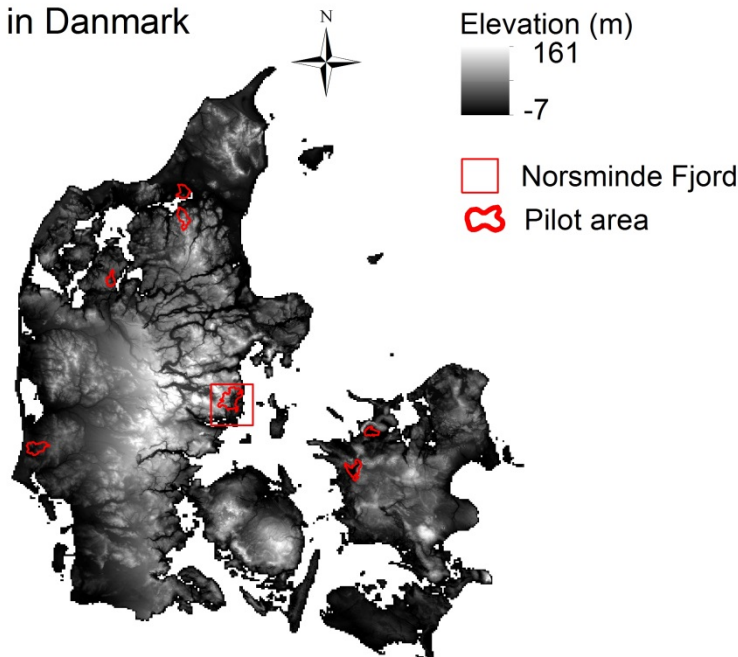 in Danmark
N
Elevation (m)
161
-7
Norsminde Fjord
Pilot area